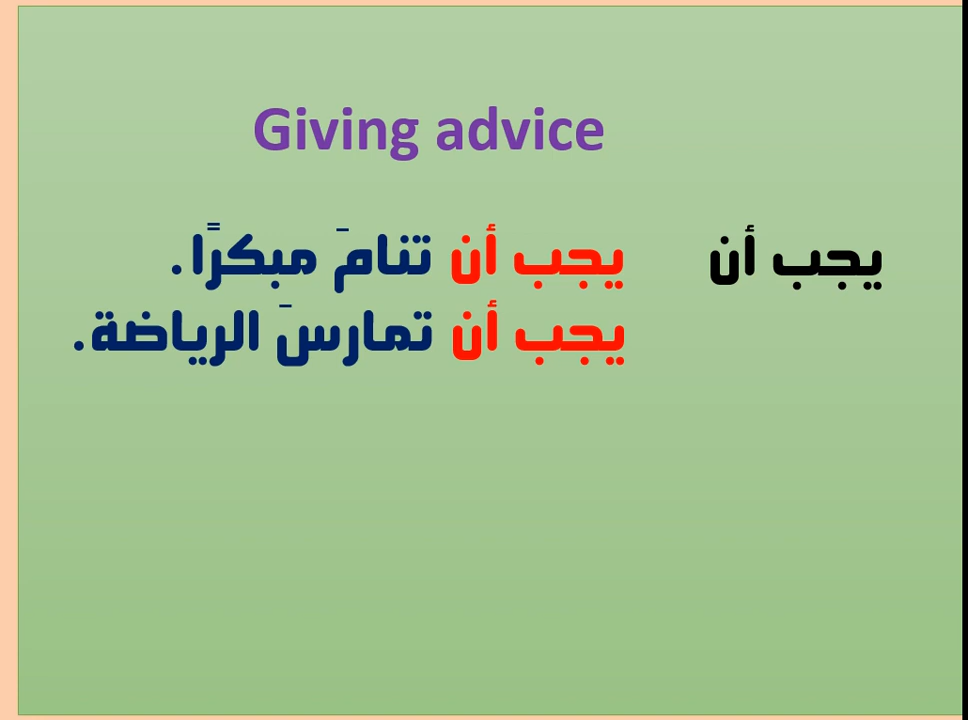 Giving advice
يجب أن يجب أن تنامَ مبكرًا.
يجب أن تمارسَ الرياضة.